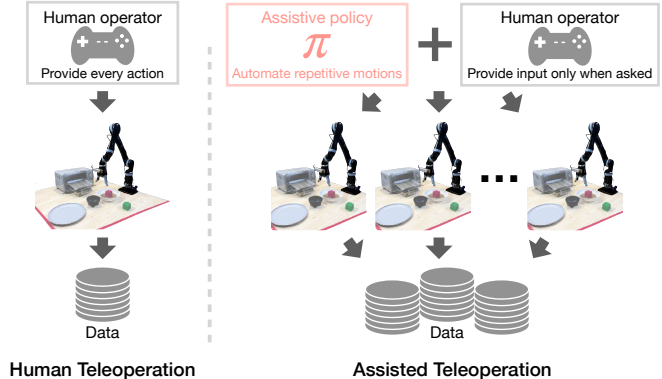 Human operator
Provide every action
Data
Human Teleoperation
Assistive policy
π
Automate repetitive motions
+
Human operator
Provide input only when asked
...
Data
Assisted Teleoperation